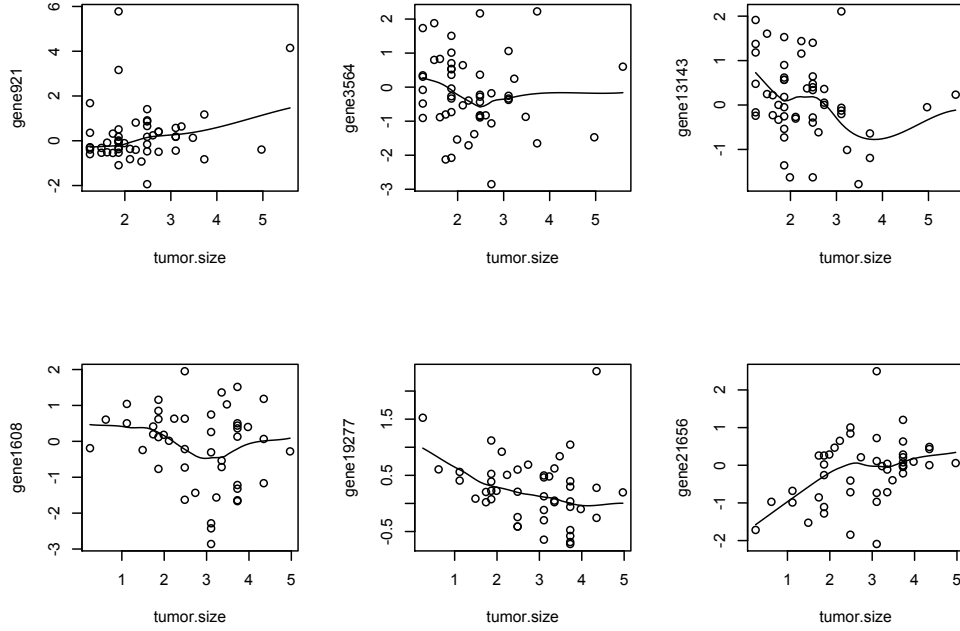 gene921
6
4
2
0
-2
2 3 4 5
tumor.size
gene3564
2
1
0
-1
-2
-3
2 3 4 5
tumor.size
gene13143
2
1
0
-1
2 3 4 5
tumor.size
gene1608
2
1
0
-1
-2
-3
1 2 3 4 5
tumor.size
gene19277
1.5
0.5
-0.5
1 2 3 4 5
tumor.size
gene21656
2
1
0
-1
-2
1 2 3 4 5
tumor.size